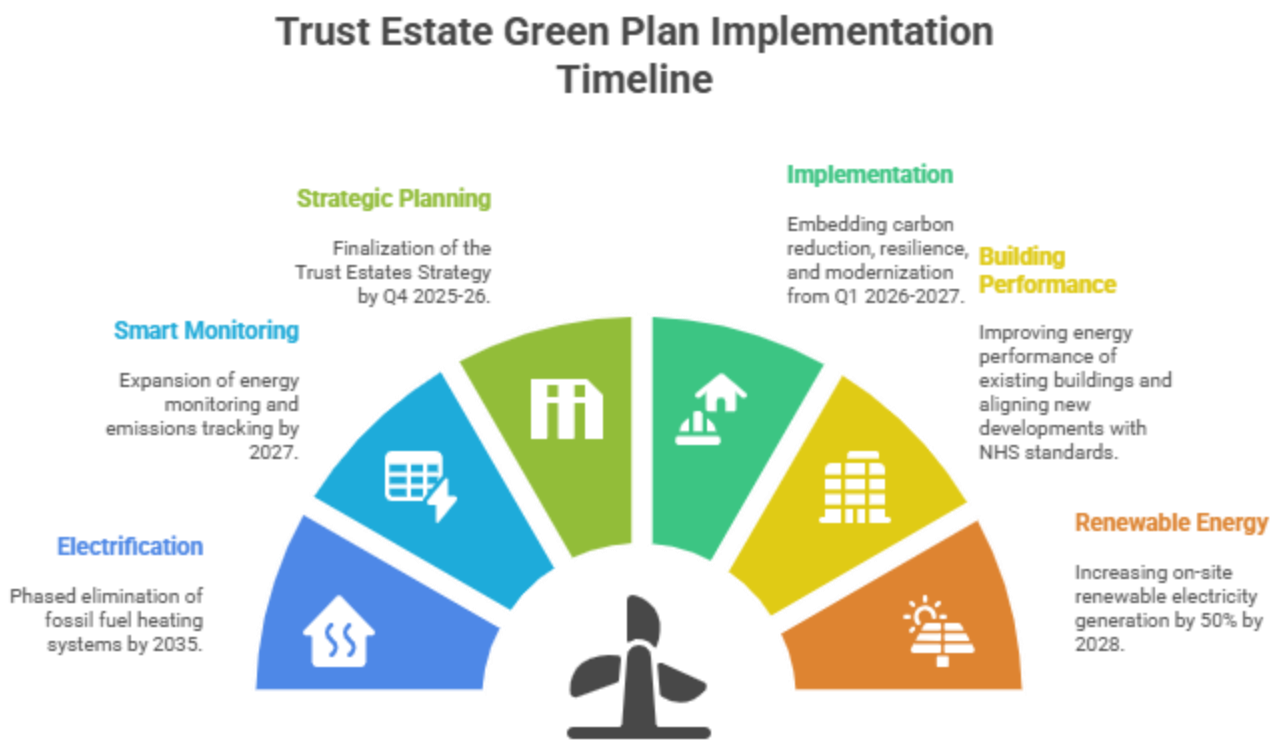 Trust Estate Green Plan Implementation
Timeline
Implementation
Embedding carbon
reduction, resilience,
and modernization
from Q1 2026-2027.
Strategic Planning
Finalization of the
Trust Estates Strategy
by Q4 2025-26.
Building
Performance
Improving energy
performance of
existing buildings and
aligning new
developments with
NHS standards.
Smart Monitoring
Expansion of energy
monitoring and
emissions tracking by
2027.
Renewable Energy
Increasing on-site
renewable electricity
generation by 50% by
2028.
Electrification
Phased elimination of
fossil fuel heating
systems by 2035.